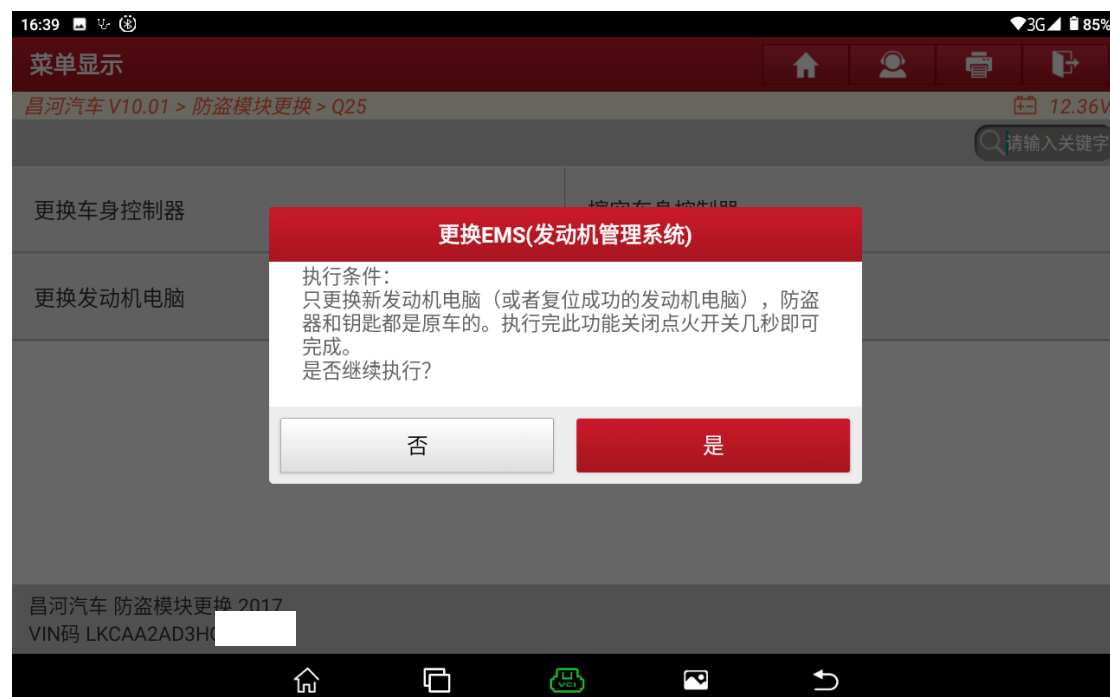 16:39
3G 85%
菜单显示
昌河汽车 V10.01 > 防盗模块更换 > Q25
12.36V
请输入关键字
更换车身控制器
更换发动机电脑
更换EMS(发动机管理系统)
执行条件:
只更换新发动机电脑（或者复位成功的发动机电脑），防盗
器和钥匙都是原车的。执行完此功能关闭点火开关几秒即可
完成。
是否继续执行?
否
是
昌河汽车 防盗模块更换 2017
VIN码 LKCAA2AD3H
VCI